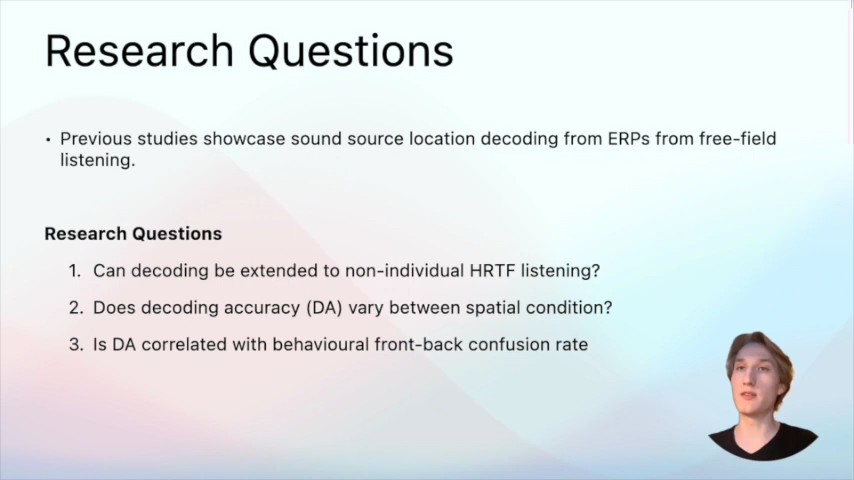 Research Questions
• Previous studies showcase sound source location decoding from ERPs from free-field
listening.
Research Questions
1. Can decoding be extended to non-individual HRTF listening?
2. Does decoding accuracy (DA) vary between spatial condition?
3. Is DA correlated with behavioural front-back confusion rate